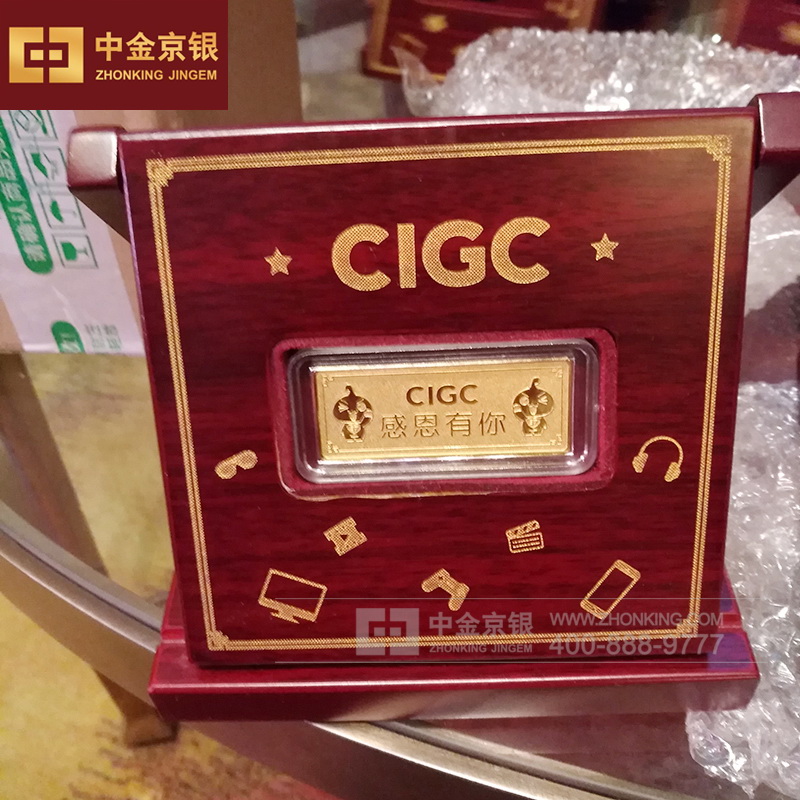 中金京银
ZHONKING JINGEM
CIGC
CIGC
感恩有你
中金京银
ZHONKING JINGEM
WWW.ZHONKING.COM
400-888-9777